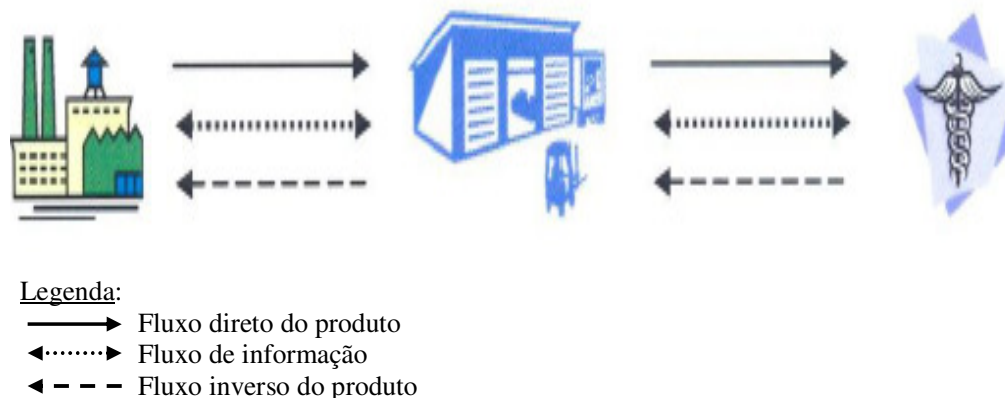 Legenda:
Fluxo direto do produto
Fluxo de informação
Fluxo inverso do produto